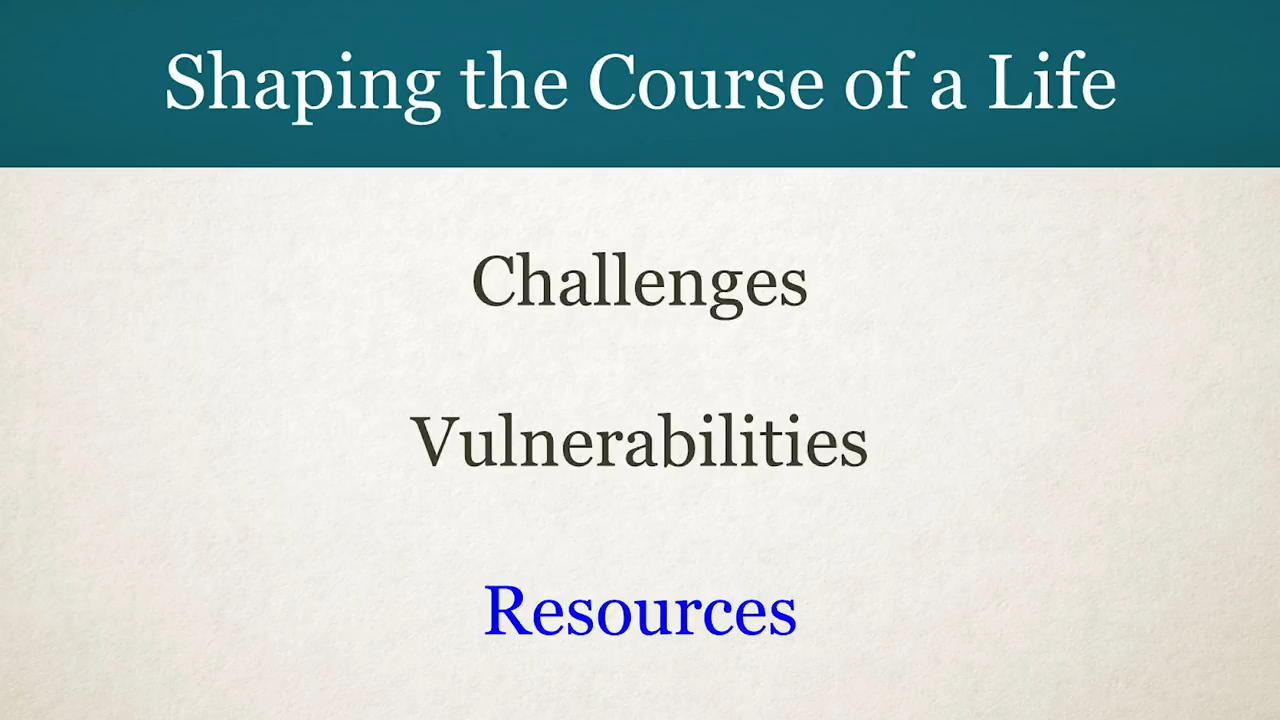 Shaping the Course of a Life
Challenges
Vulnerabilities
Resources